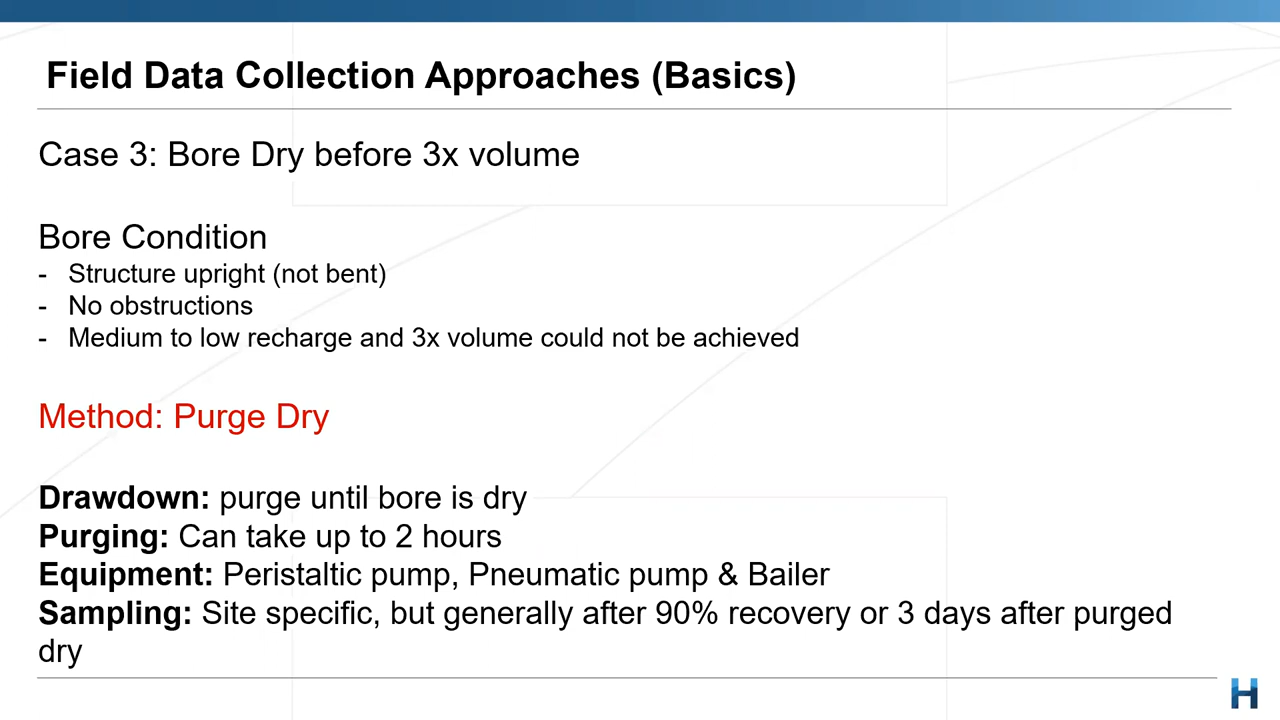 Field Data Collection Approaches (Basics)
Case 3: Bore Dry before 3x volume
Bore Condition
- Structure upright (not bent)
- No obstructions
- Medium to low recharge and 3x volume could not be achieved
Method: Purge Dry
Drawdown: purge until bore is dry
Purging: Can take up to 2 hours
Equipment: Peristaltic pump, Pneumatic pump & Bailer
Sampling: Site specific, but generally after 90% recovery or 3 days after purged
dry
H